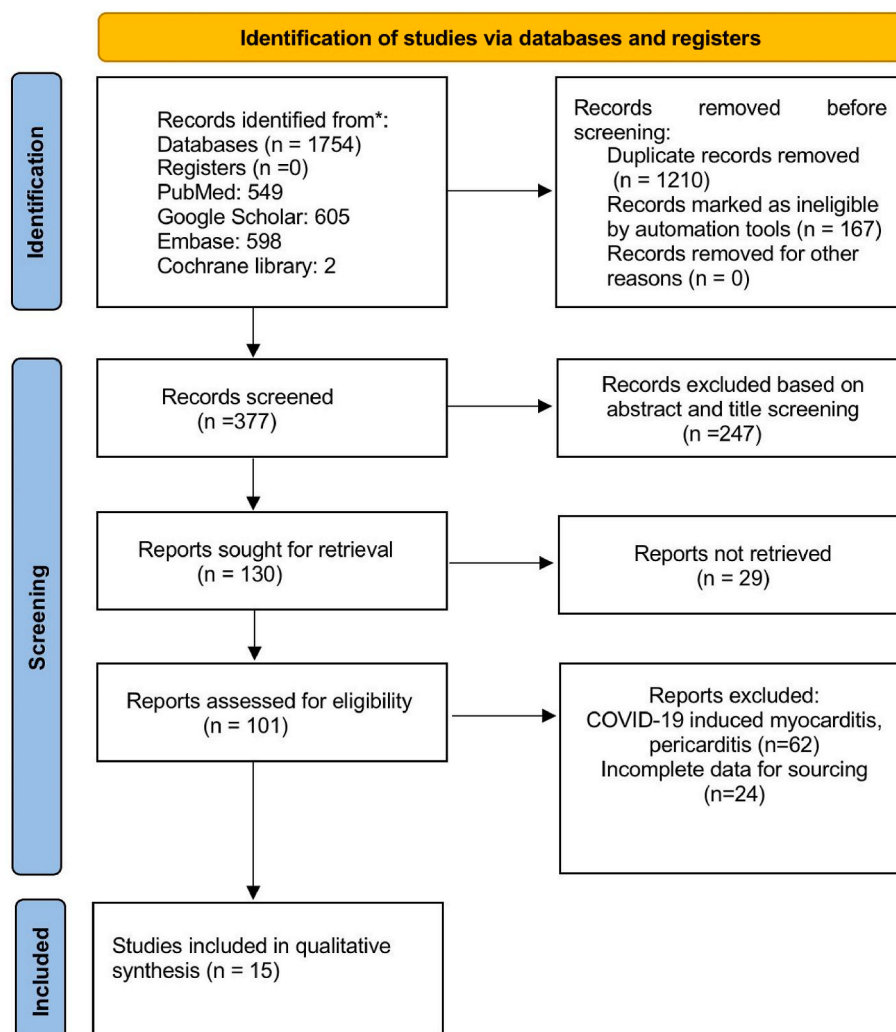 Identification of studies via databases and registers
Identification
Records identified from*:
Databases (n = 1754)
Registers (n =0)
PubMed: 549
Google Scholar: 605
Embase: 598
Cochrane library: 2
Records removed before
screening:
Duplicate records removed
(n = 1210)
Records marked as ineligible
by automation tools (n = 167)
Records removed for other
reasons (n = 0)
Screening
Records screened
(n =377)
Records excluded based on
abstract and title screening
(n =247)
Reports sought for retrieval
(n = 130)
Reports not retrieved
(n = 29)
Reports assessed for eligibility
(n = 101)
Reports excluded:
COVID-19 induced myocarditis,
pericarditis (n=62)
Incomplete data for sourcing
(n=24)
Included
Studies included in qualitative
synthesis (n = 15)